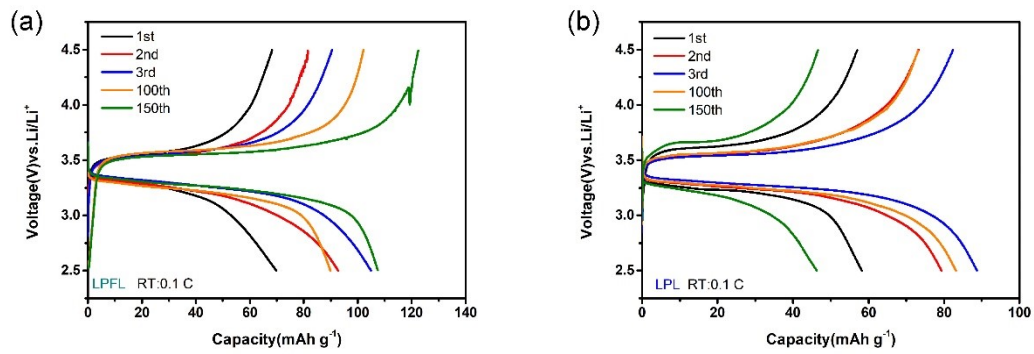 (a)
4.5
4.0
3.5
3.0
2.5
Voltage(V)vs.Li/Li+
1st
2nd
3rd
100th
150th
LPFL RT:0.1 C
0 20 40 60 80 100 120 140
Capacity(mAh g-1)
(b)
4.5
4.0
3.5
3.0
2.5
Voltage(V)vs.Li/Li+
1st
2nd
3rd
100th
150th
LPL RT:0.1 C
0 20 40 60 80 100
Capacity(mAh g-1)